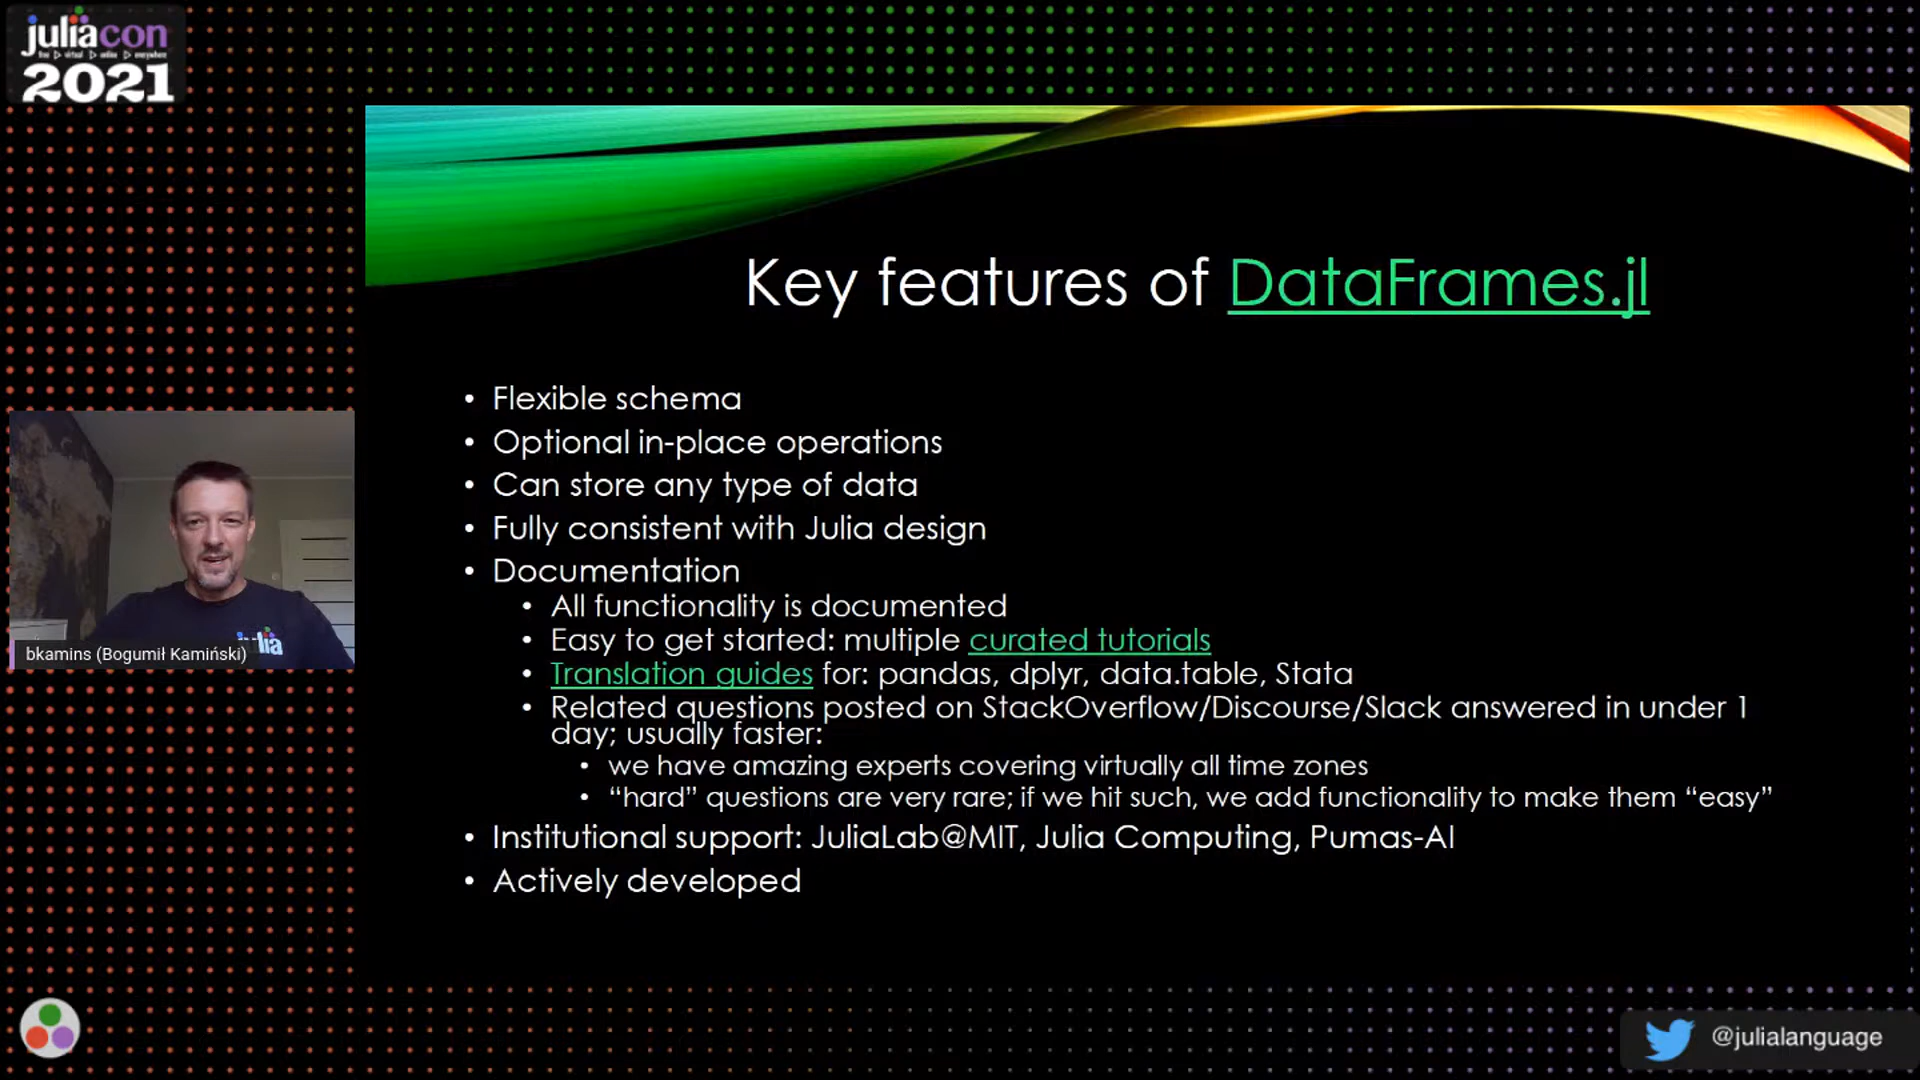 juliacon
2021
Key features of DataFrames.jl
• Flexible schema
• Optional in-place operations
• Can store any type of data
• Fully consistent with Julia design
• Documentation
• All functionality is documented
• Easy to get started: multiple curated tutorials
• Translation guides for: pandas, dplyr, data.table, Stata
• Related questions posted on StackOverflow/Discourse/Slack answered in under 1
day; usually faster:
• we have amazing experts covering virtually all time zones
• “hard” questions are very rare; if we hit such, we add functionality to make them “easy”
• Institutional support: JuliaLab@MIT, Julia Computing, Pumas-AI
• Actively developed
julia
bkamins (Bogumił Kamiński)
@julialanguage